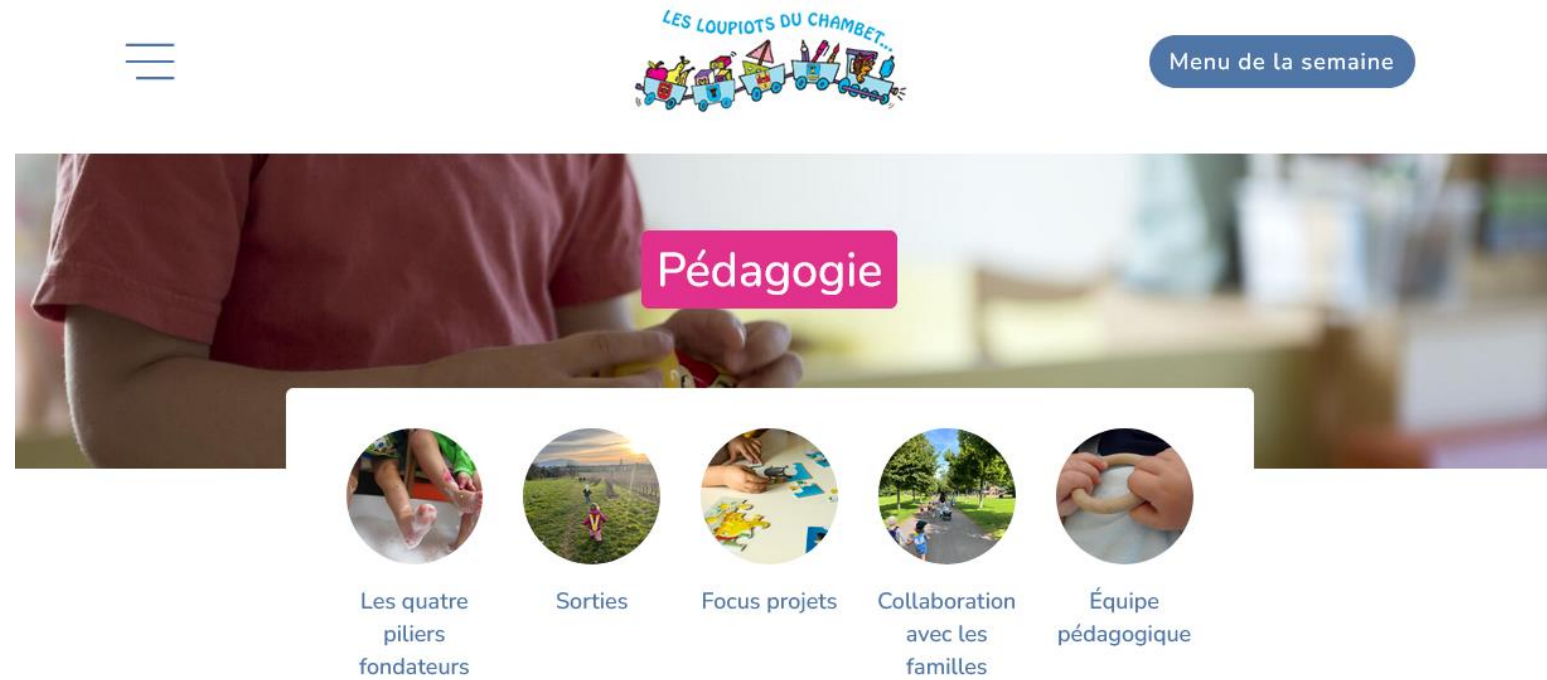 LES LOUPIOTS DU CHAMBET...
Menu de la semaine
Pédagogie
Les quatre
piliers
fondateurs
Sorties
Focus projets
Collaboration
avec les
familles
Équipe
pédagogique